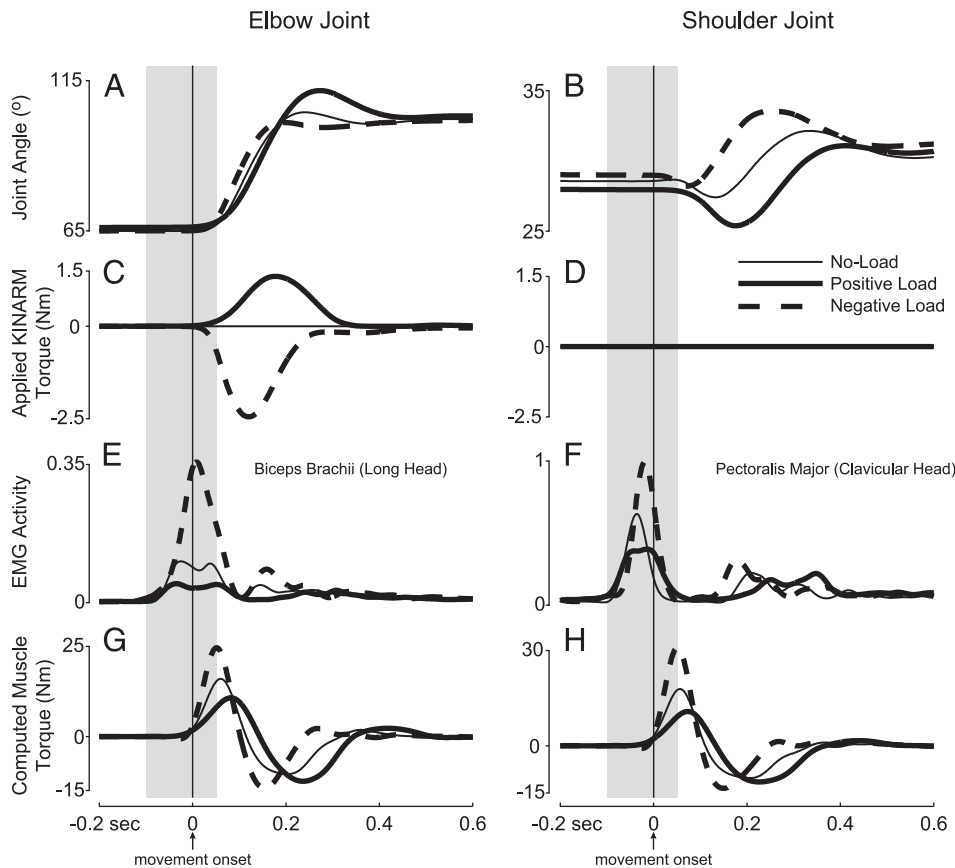 Elbow Joint
Shoulder Joint
A
B
Joint Angle (º)
115
65
35
25
C
D
Applied KINARM
Torque (Nm)
1.5
0
-2.5
No-Load
Positive Load
Negative Load
1.5
0
-2.5
E
Biceps Brachii (Long Head)
F
Pectoralis Major (Clavicular Head)
EMG Activity
0.35
0
1
0
G
H
Computed Muscle
Torque (Nm)
25
0
-15
30
0
-15
-0.2 sec
0
0.2
0.4
0.6
movement onset
-0.2 sec
0
0.2
0.4
0.6
movement onset